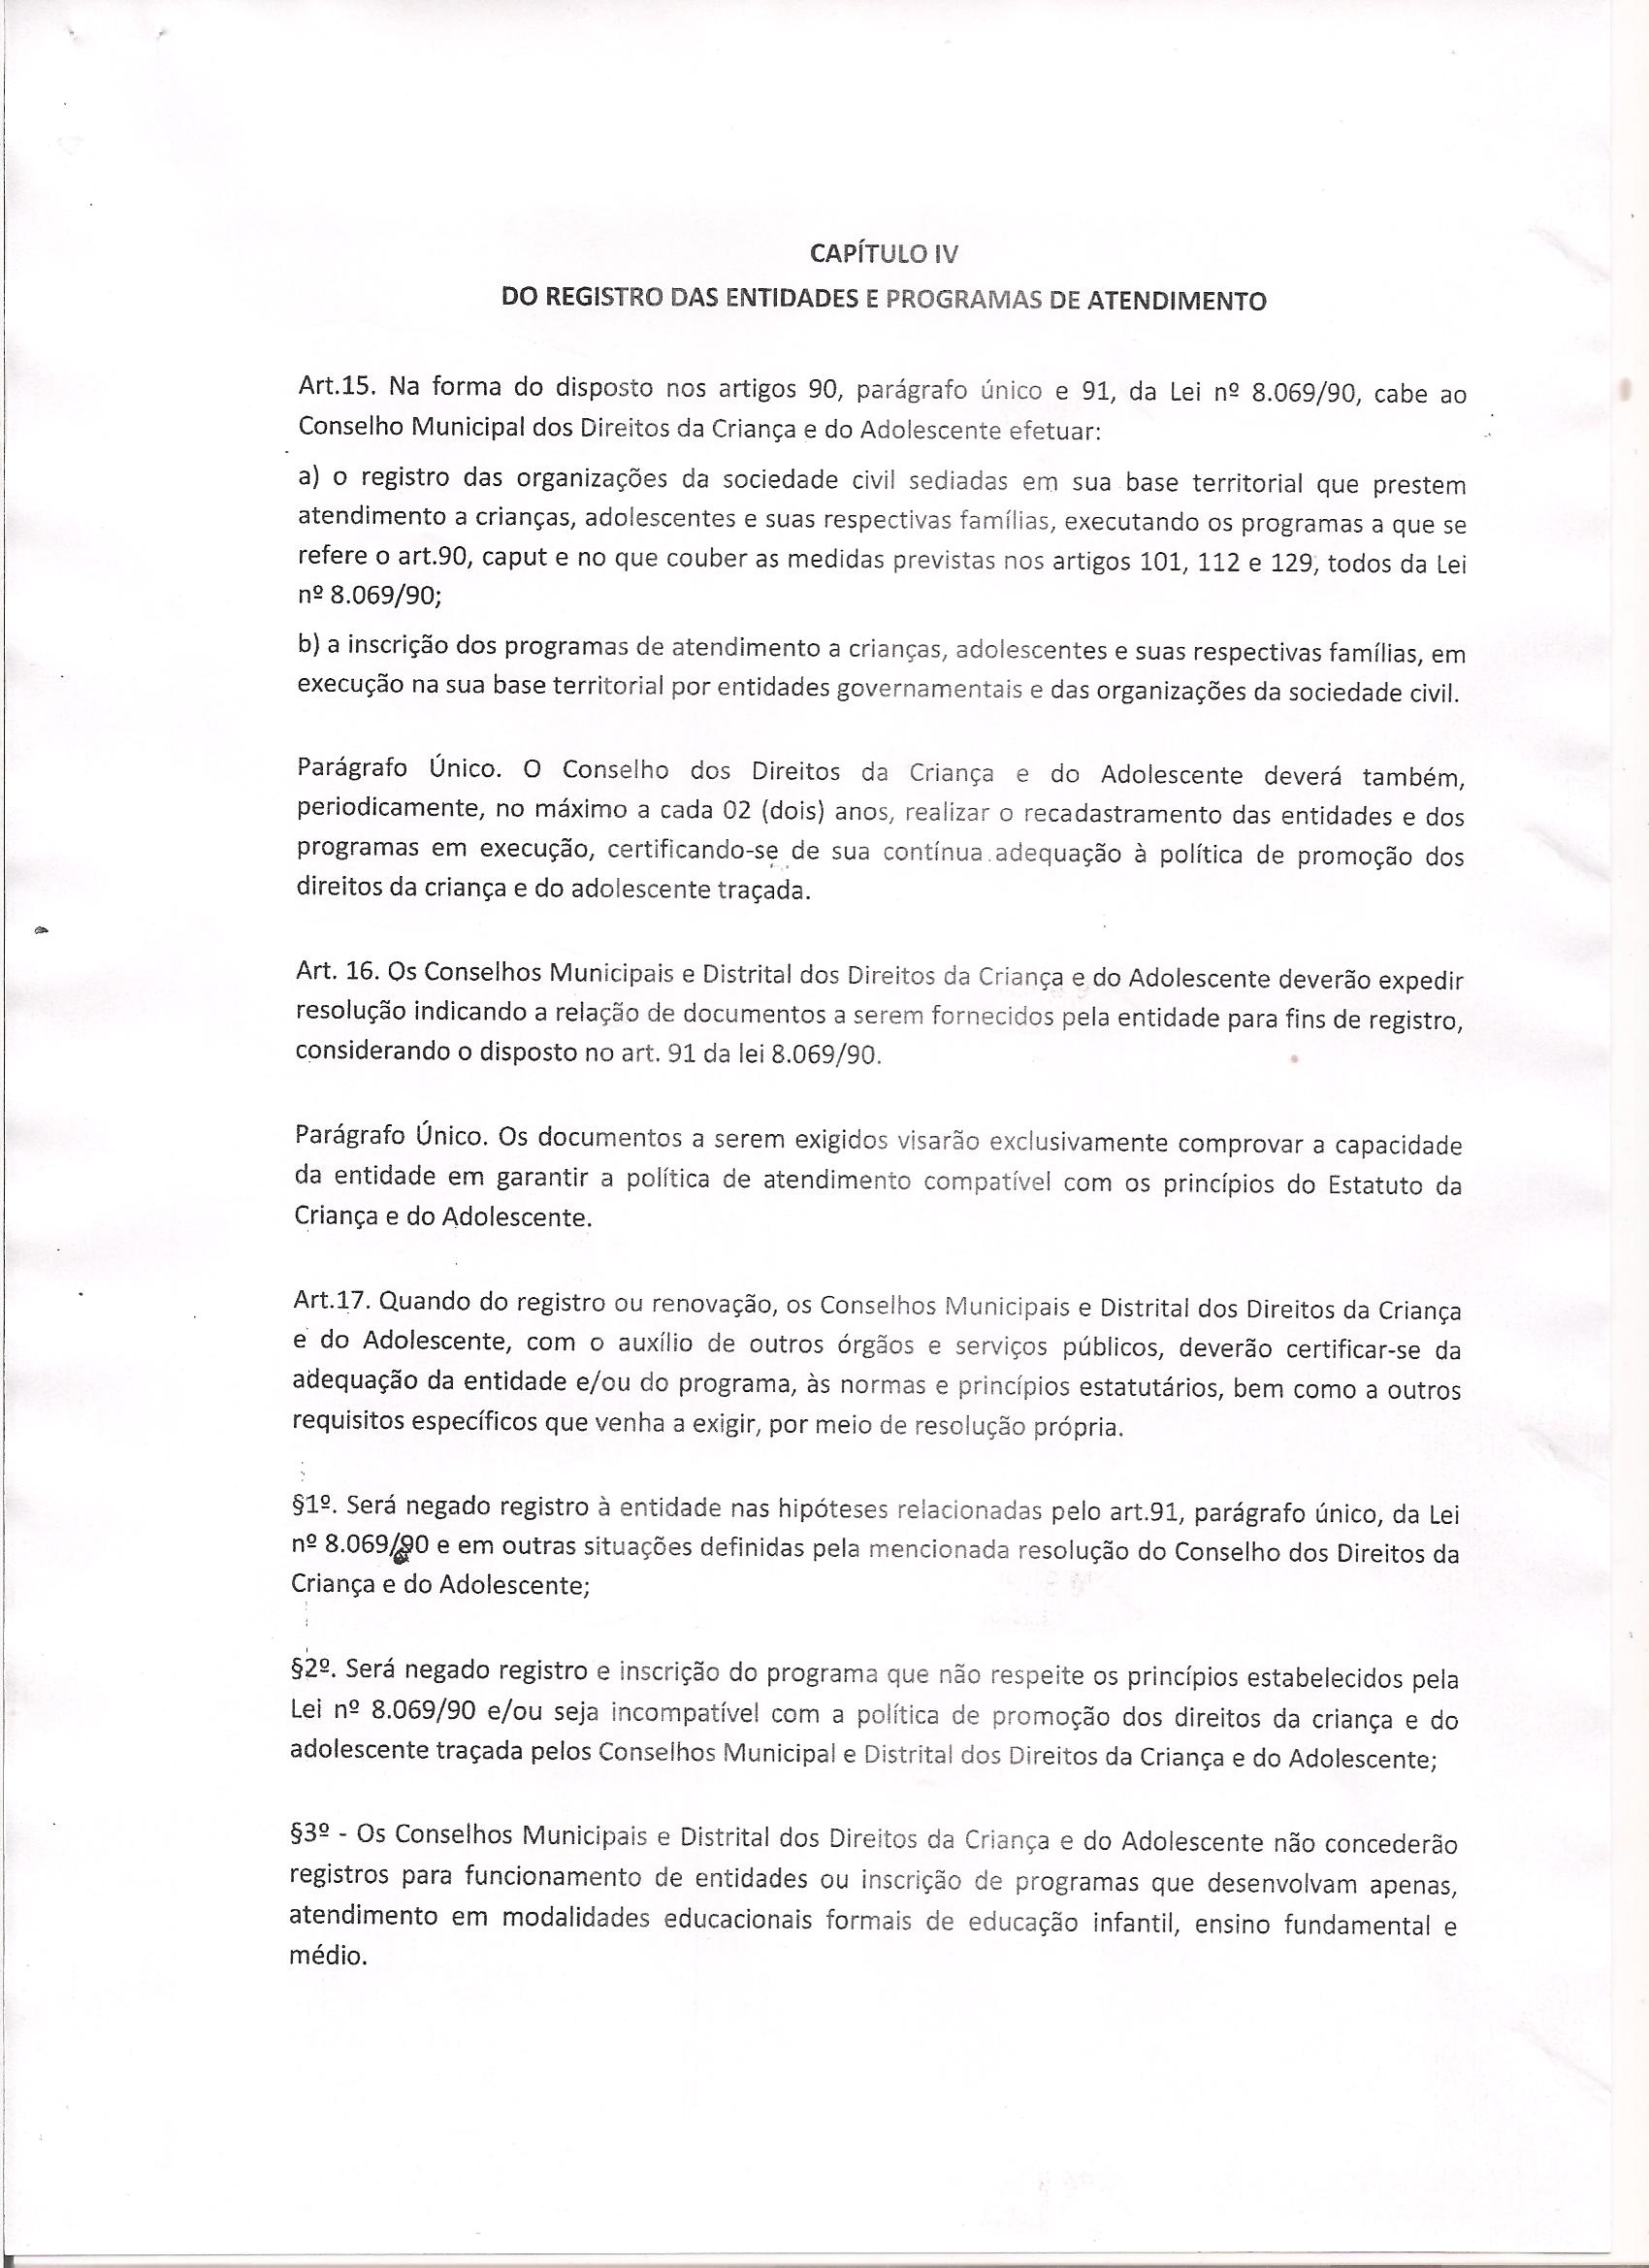 CAPÍTULO IV
DO REGISTRO DAS ENTIDADES E PROGRAMAS DE ATENDIMENTO
Art.15. Na forma do disposto nos artigos 90, parágrafo único e 91, da Lei nº 8.069/90, cabe ao
Conselho Municipal dos Direitos da Criança e do Adolescente efetuar:
a) o registro das organizações da sociedade civil sediadas em sua base territorial que prestem
atendimento a crianças, adolescentes e suas respectivas famílias, executando os programas a que se
refere o art.90, caput e no que couber as medidas previstas nos artigos 101, 112 e 129, todos da Lei
nº 8.069/90;
b) a inscrição dos programas de atendimento a crianças, adolescentes e suas respectivas famílias, em
execução na sua base territorial por entidades governamentais e das organizações da sociedade civil.
Parágrafo Único. O Conselho dos Direitos da Criança e do Adolescente deverá também,
periodicamente, no máximo a cada 02 (dois) anos, realizar o recadastramento das entidades e dos
programas em execução, certificando-se de sua contínua adequação à política de promoção dos
direitos da criança e do adolescente traçada.
Art. 16. Os Conselhos Municipais e Distrital dos Direitos da Criança e do Adolescente deverão expedir
resolução indicando a relação de documentos a serem fornecidos pela entidade para fins de registro,
considerando o disposto no art. 91 da lei 8.069/90.
Parágrafo Único. Os documentos a serem exigidos visarão exclusivamente comprovar a capacidade
da entidade em garantir a política de atendimento compatível com os princípios do Estatuto da
Criança e do Adolescente.
Art.17. Quando do registro ou renovação, os Conselhos Municipais e Distrital dos Direitos da Criança
e do Adolescente, com o auxílio de outros órgãos e serviços públicos, deverão certificar-se da
adequação da entidade e/ou do programa, às normas e princípios estatutários, bem como a outros
requisitos específicos que venha a exigir, por meio de resolução própria.
§1º. Será negado registro à entidade nas hipóteses relacionadas pelo art.91, parágrafo único, da Lei
nº 8.069/90 e em outras situações definidas pela mencionada resolução do Conselho dos Direitos da
Criança e do Adolescente;
§2º. Será negado registro e inscrição do programa que não respeite os princípios estabelecidos pela
Lei nº 8.069/90 e/ou seja incompatível com a política de promoção dos direitos da criança e do
adolescente traçada pelos Conselhos Municipal e Distrital dos Direitos da Criança e do Adolescente;
§3º - Os Conselhos Municipais e Distrital dos Direitos da Criança e do Adolescente não concederão
registros para funcionamento de entidades ou inscrição de programas que desenvolvam apenas,
atendimento em modalidades educacionais formais de educação infantil, ensino fundamental e
médio.